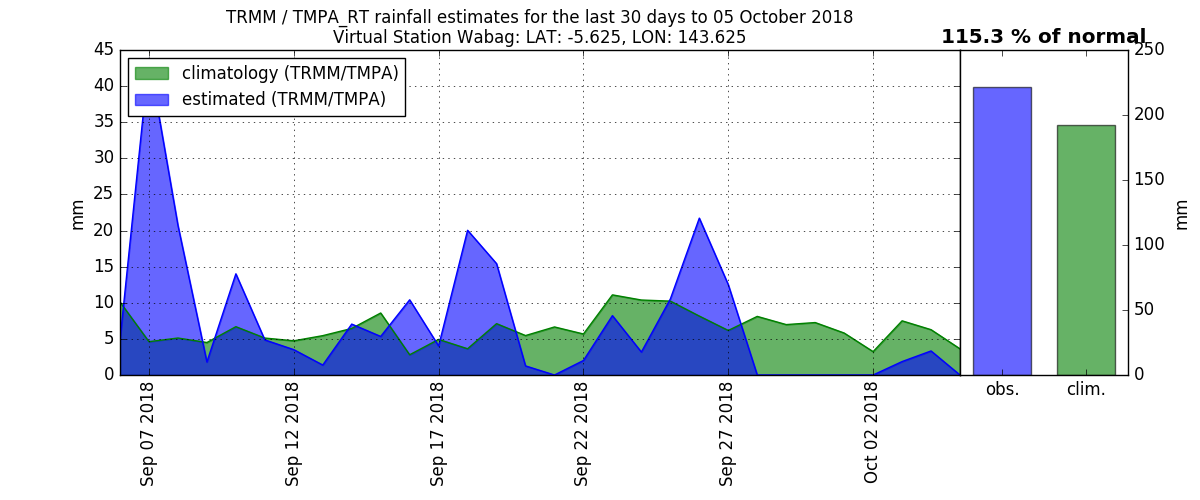 TRMM / TMPA_RT rainfall estimates for the last 30 days to 05 October 2018
Virtual Station Wabag: LAT: -5.625, LON: 143.625
115.3 % of normal
climatology (TRMM/TMPA)
estimated (TRMM/TMPA)
mm
45
40
35
30
25
20
15
10
5
0
Sep 07 2018
Sep 12 2018
Sep 17 2018
Sep 22 2018
Sep 27 2018
Oct 02 2018
obs.
clim.
250
200
150
100
50
0
mm